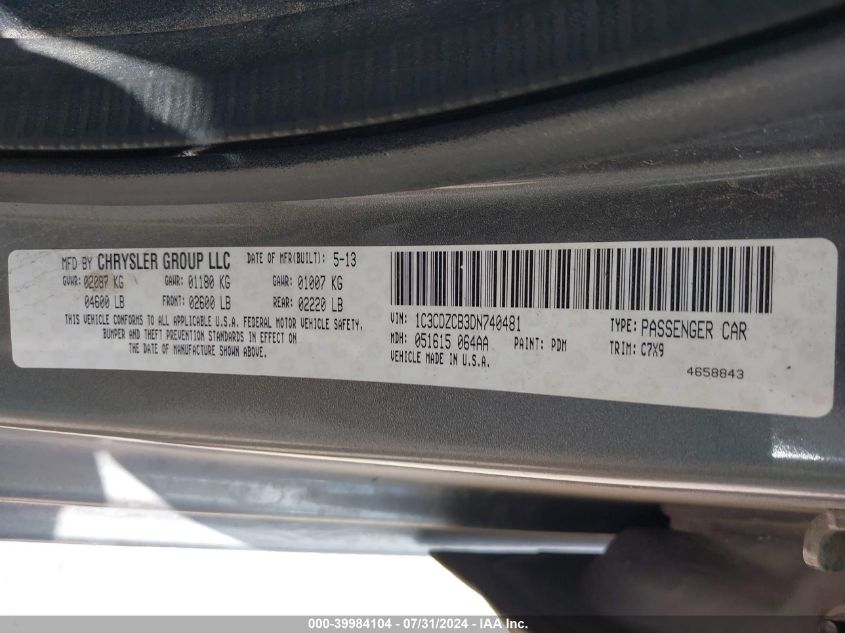 MFD BY CHRYSLER GROUP LLC DATE OF MFR(BUILT): 5-13
GVWR: 02087 KG GAWR: 01180 KG GAWR: 01007 KG
04600 LB FRONT: 02600 LB REAR: 02220 LB
THIS VEHICLE CONFORMS TO ALL APPLICABLE U.S.A. FEDERAL MOTOR VEHICLE SAFETY,
BUMPER AND THEFT PREVENTION STANDARDS IN EFFECT ON
THE DATE OF MANUFACTURE SHOWN ABOVE.
VIN: 1C3CDZCB3DN740481 TYPE: PASSENGER CAR
MDH: 051615 064AA PAINT: PDM TRIM: C7X9
VEHICLE MADE IN U.S.A.
4658843
000-39984104 - 07/31/2024 - IAA Inc.